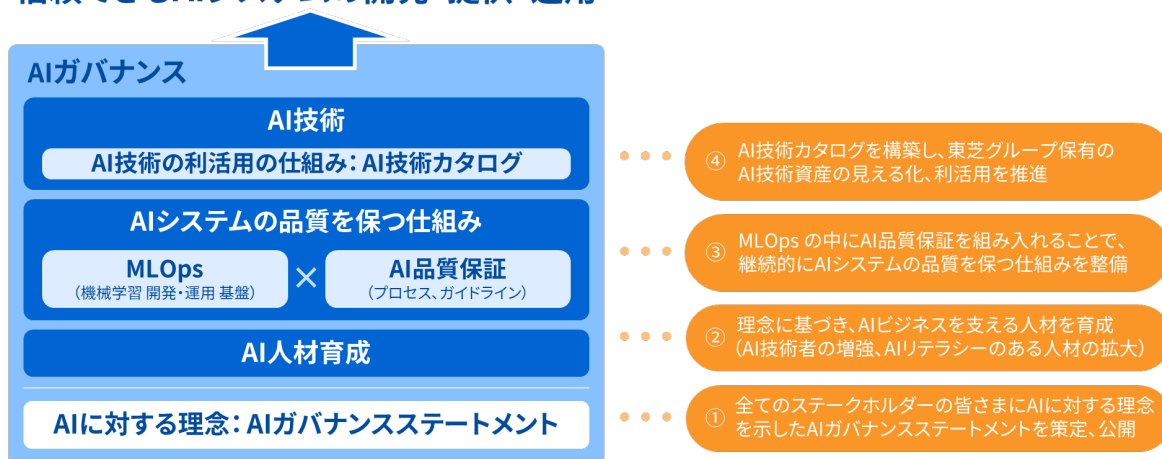 AIガバナンス
AI技術
AI技術の利活用の仕組み：AI技術カタログ
AIシステムの品質を保つ仕組み
MLOps
（機械学習 開発・運用 基盤）
×
AI品質保証
（プロセス、ガイドライン）
AI人材育成
AIに対する理念：AIガバナンスステートメント
④ AI技術カタログを構築し、東芝グループ保有の
AI技術資産の見える化、利活用を推進
③ MLOps の中にAI品質保証を組み入れることで、
継続的にAIシステムの品質を保つ仕組みを整備
② 理念に基づき、AIビジネスを支える人材を育成
（AI技術者の増強、AIリテラシーのある人材の拡大）
① 全てのステークホルダーの皆さまにAIに対する理念
を示したAIガバナンスステートメントを策定、公開